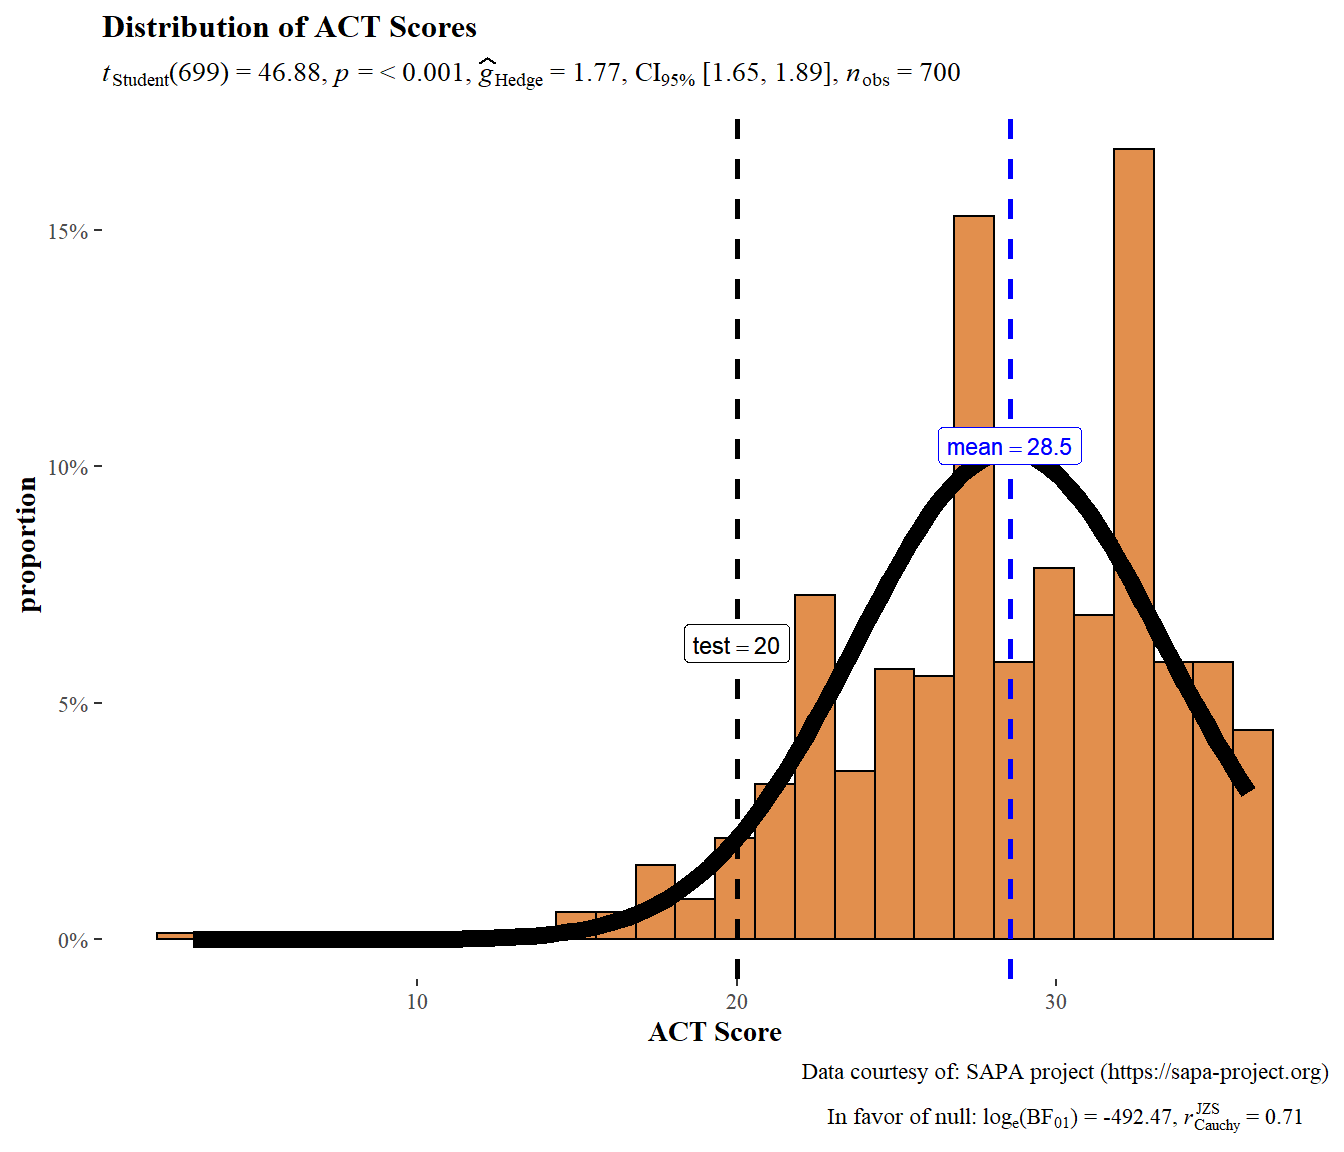 Distribution of ACT Scores
tStudent(699) = 46.88, p = < 0.001, ĝHedge = 1.77, CI95% [1.65, 1.89], nobs = 700
15%
10%
5%
0%
proportion
mean = 28.5
test = 20
10 20 30
ACT Score
Data courtesy of: SAPA project (https://sapa-project.org)
In favor of null: loge(BF01) = -492.47, rCauchy JZS = 0.71